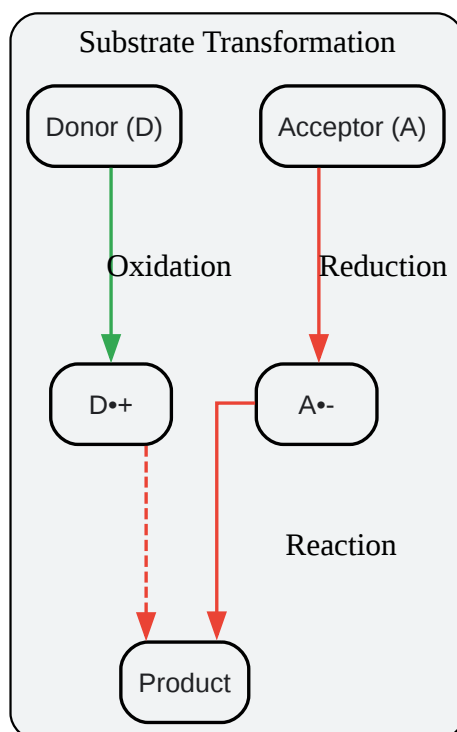 Substrate Transformation
Donor (D)
Acceptor (A)
Oxidation
Reduction
D•+
A•-
Reaction
Product